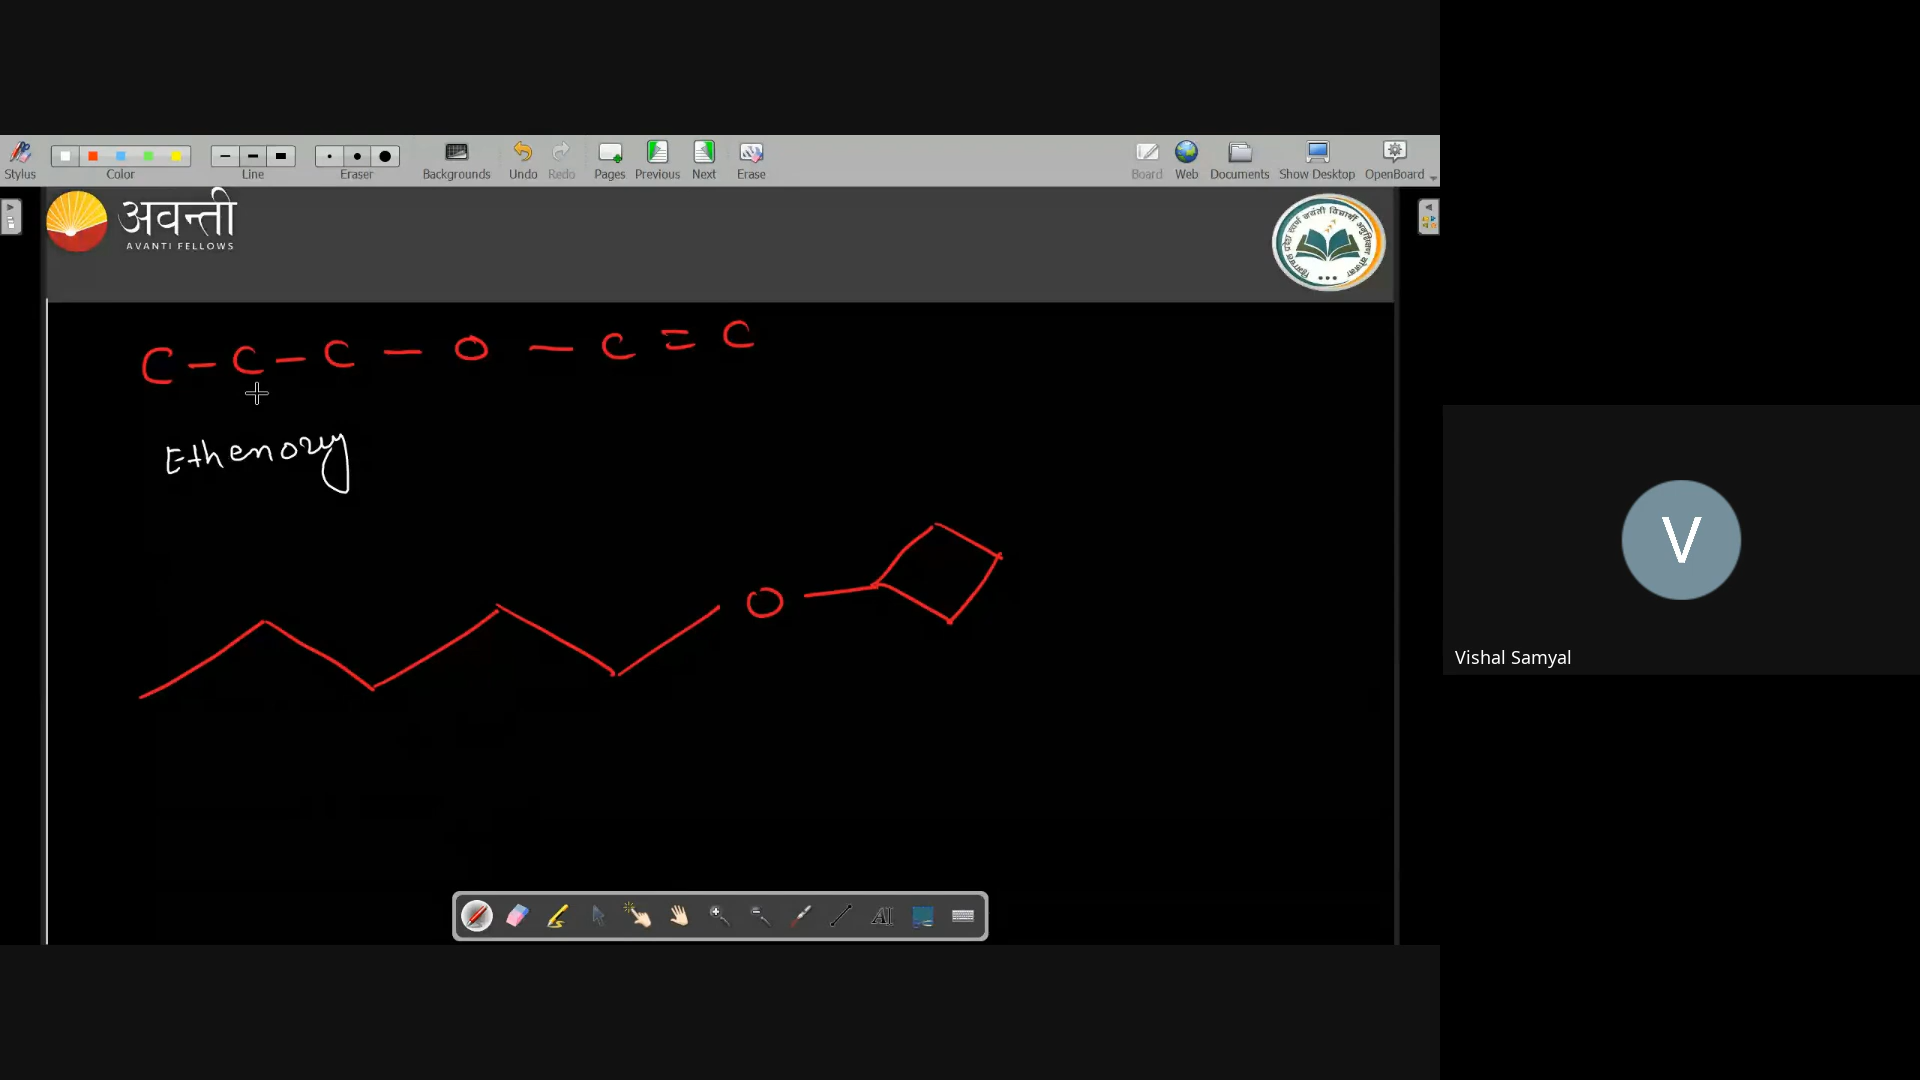 Stylus Color Line Eraser Backgrounds Undo Redo Pages Previous Next Erase Board Web Documents Show Desktop OpenBoard
अवन्ती
AVANTI FELLOWS
C - C - C - O - C = C
Ethenoxy
O
AI
V
Vishal Samyal